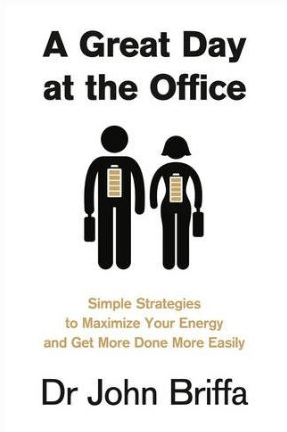 A Great Day
at the Office
Simple Strategies
to Maximize Your Energy
and Get More Done More Easily
Dr John Briffa